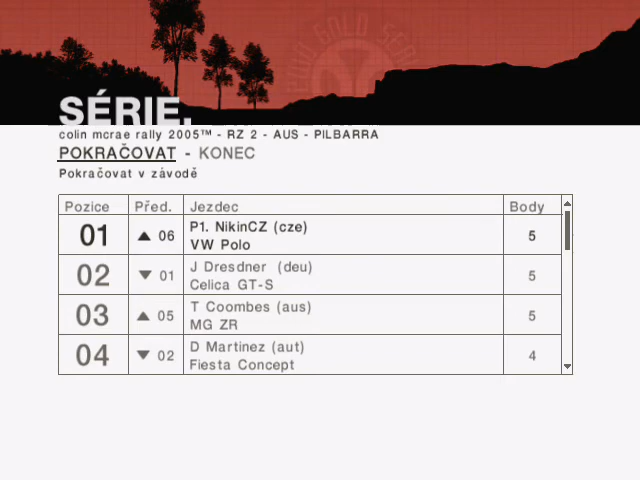 SÉRIE.
colin mcrae rally 2005™ - RZ 2 - AUS - PILBARRA
POKRAČOVAT - KONEC
Pokračovat v závodě
Pozice Před. Jezdec Body
01 ▲ 06 P1. NikinCZ (cze) 5
VW Polo
02 ▼ 01 J Dresdner (deu) 5
Celica GT-S
03 ▲ 05 T Coombes (aus) 5
MG ZR
04 ▼ 02 D Martinez (aut) 4
Fiesta Concept